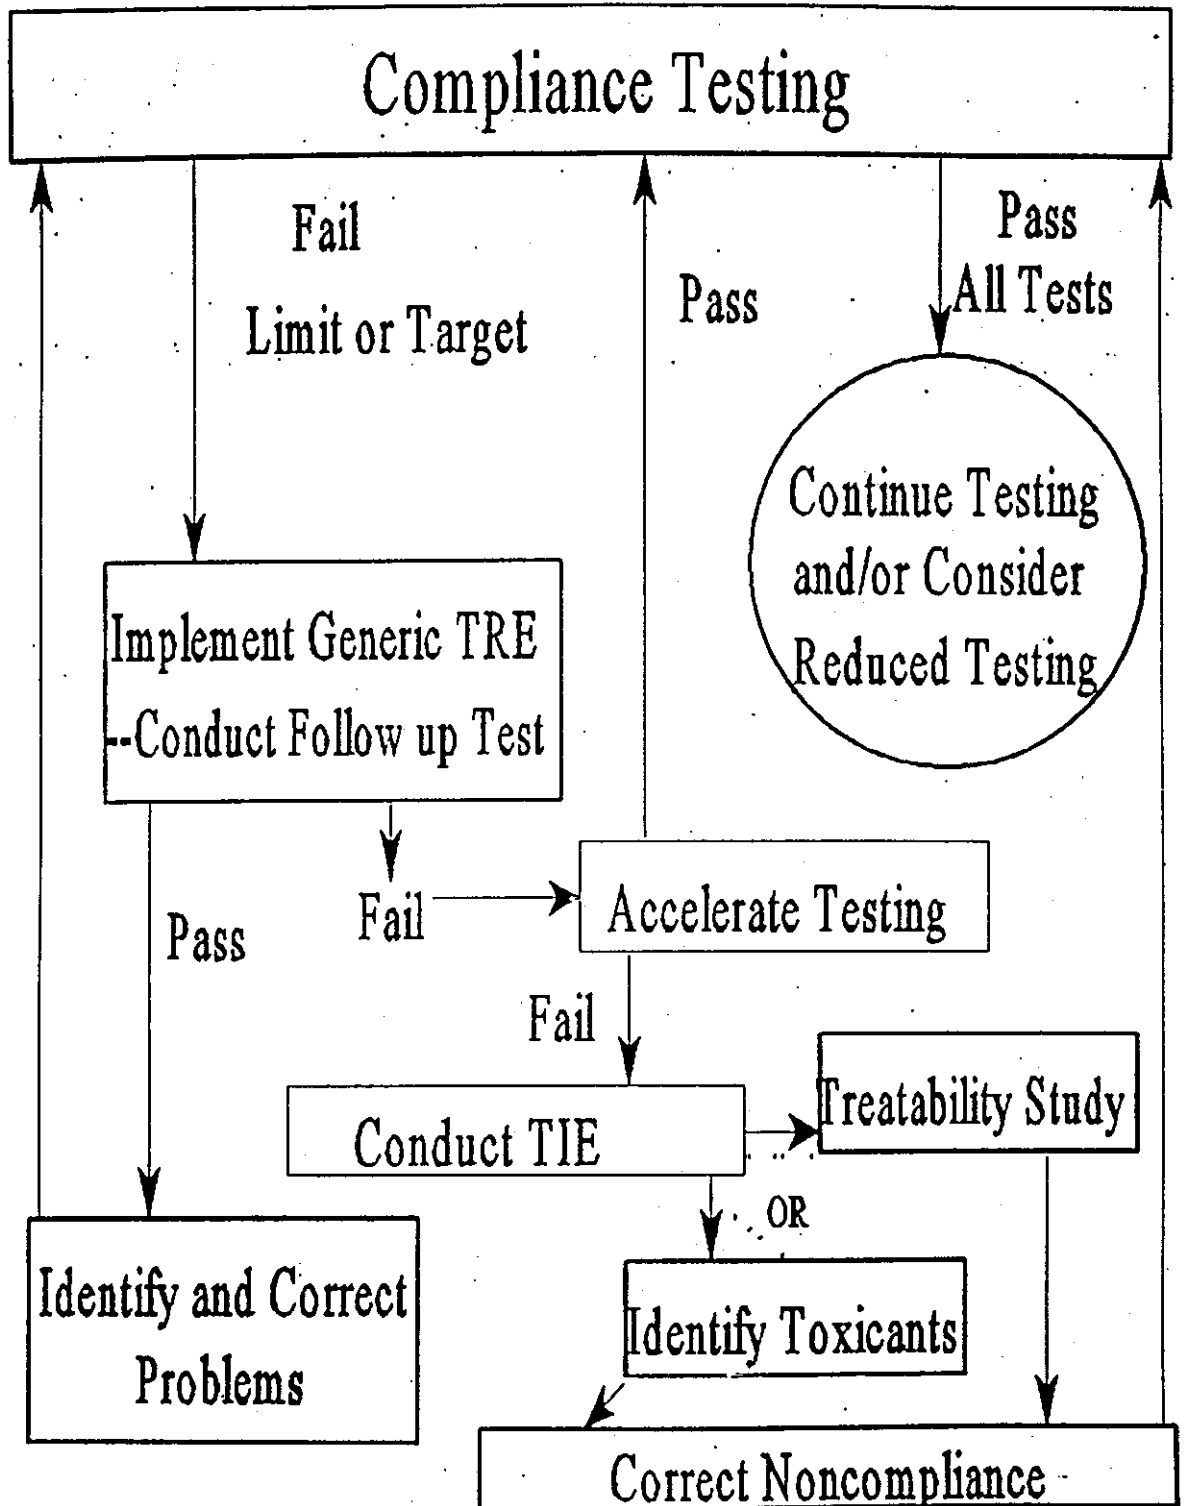 Compliance Testing
Fail
Limit or Target
Pass
Pass
All Tests
Continue Testing
and/or Consider
Reduced Testing
Implement Generic TRE
--Conduct Follow up Test
Pass
Fail
Accelerate Testing
Fail
Conduct TIE
Treatability Study
OR
Identify Toxicants
Identify and Correct
Problems
Correct Noncompliance